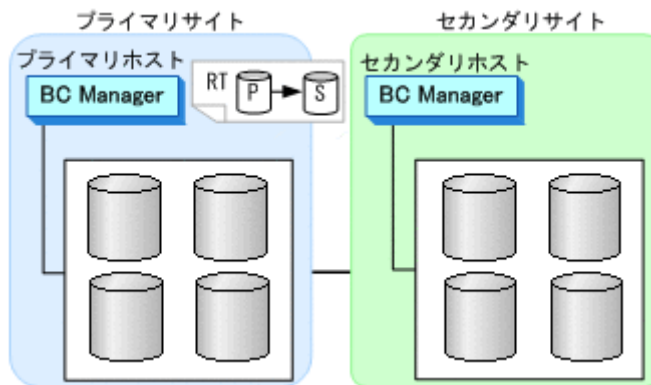 プライマリサイト
セカンダリサイト
プライマリホスト
BC Manager
RT P S
セカンダリホスト
BC Manager